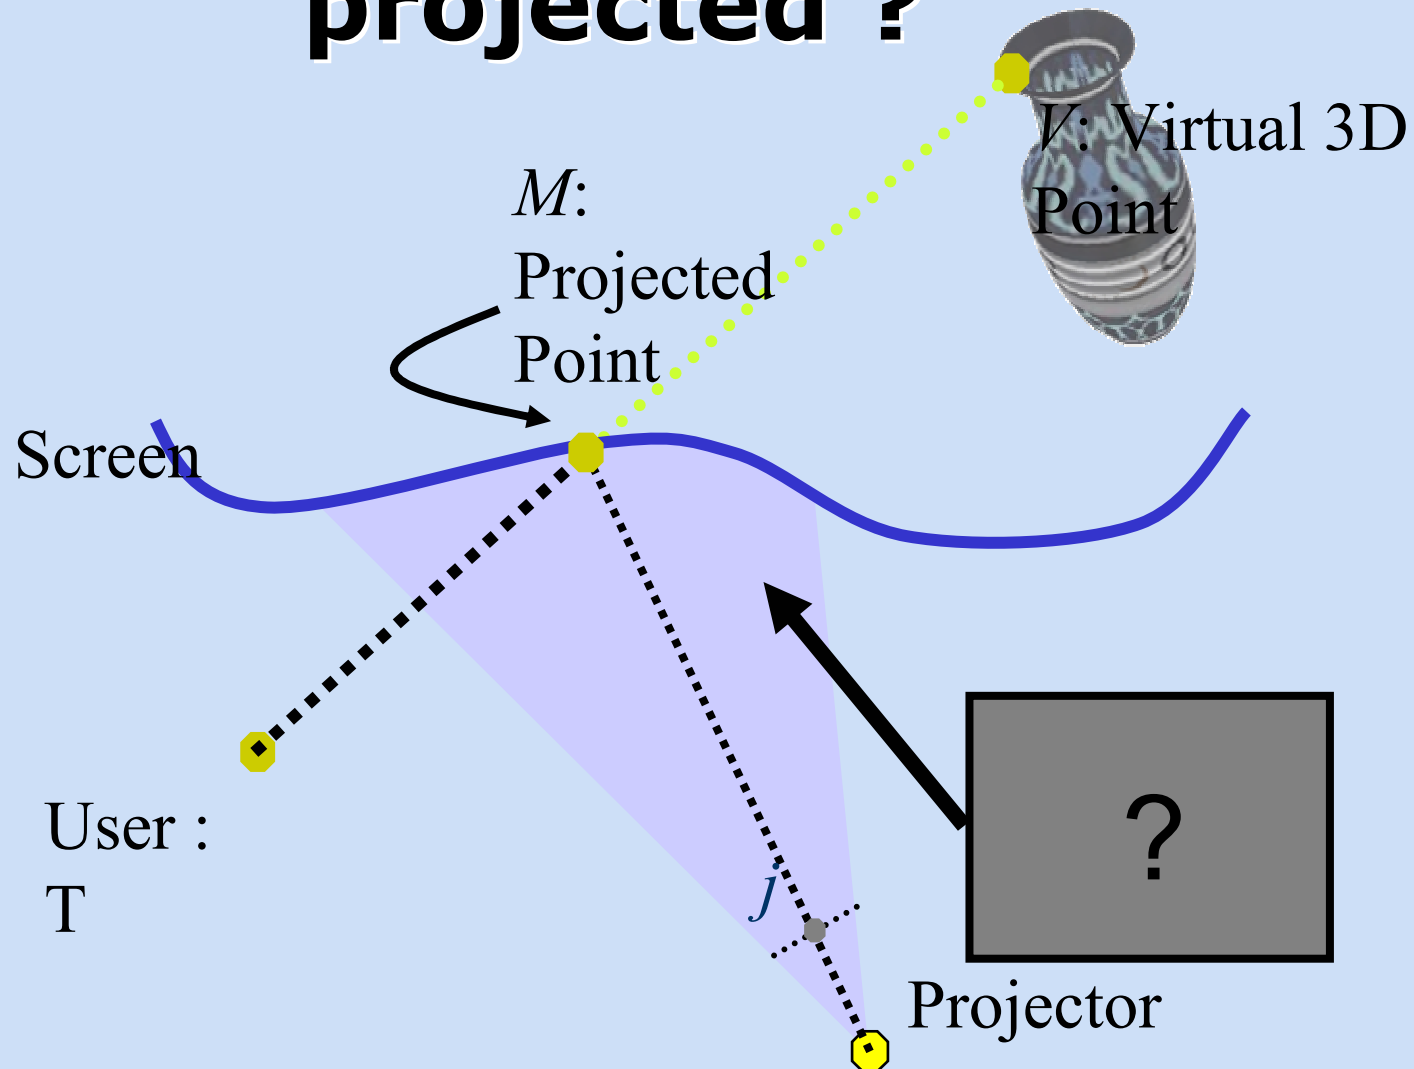 projected ?
V: Virtual 3D
Point
M:
Projected
Point
Screen
User :
T
j
?
Projector